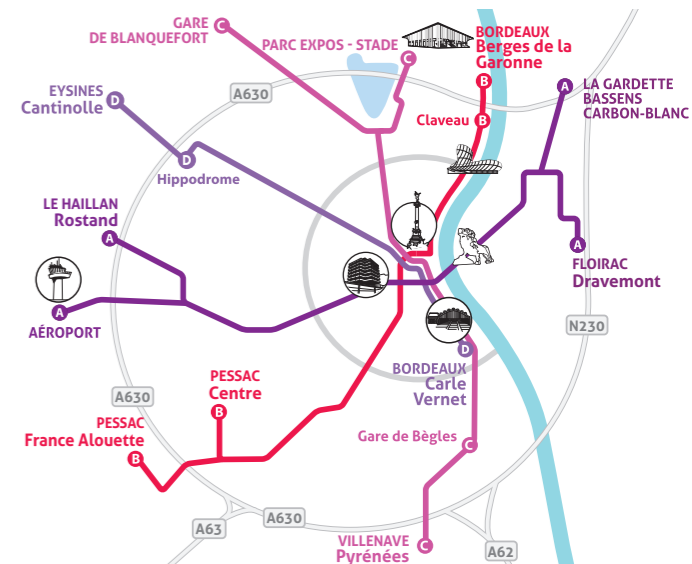 GARE
DE BLANQUEFORT
C
PARC EXPOS - STADE
C
BORDEAUX
Berges de la
Garonne
B
A
LA GARDETTE
BASSENS
CARBON-BLANC
EYSINES
Cantinolle
D
A630
Claveau
B
D
Hippodrome
LE HAILLAN
Rostand
A
A
FLOIRAC
Dravemont
A
AÉROPORT
N230
D
BORDEAUX
Carle
Vernet
PESSAC
Centre
B
A630
PESSAC
France Alouette
B
Gare de Bègles
C
A63
A630
VILLENAVE
Pyrénées
C
A62